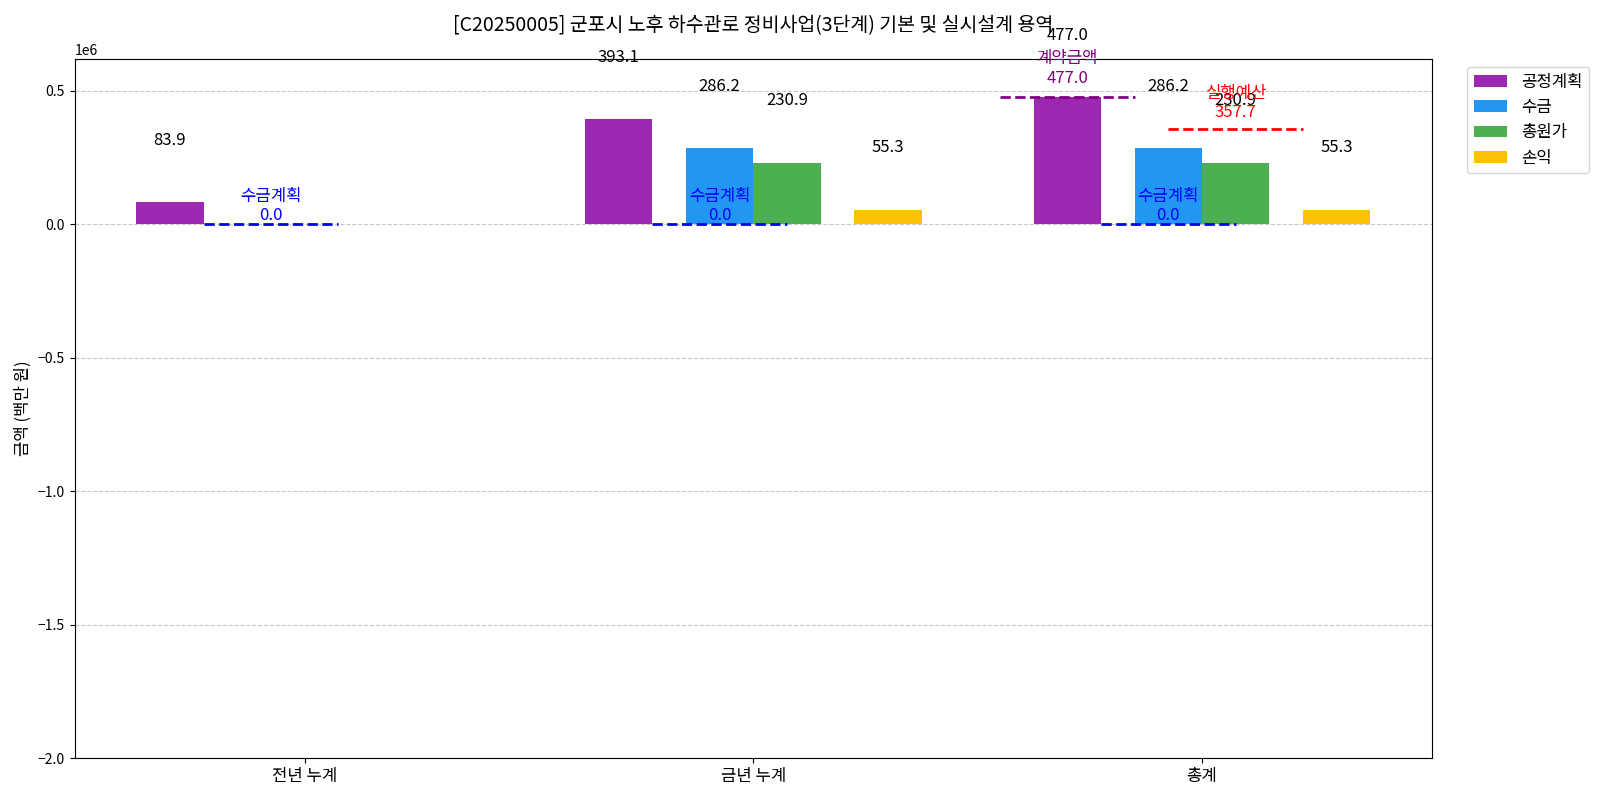 [C20250005] 군포시 노후 하수관로 정비사업(3단계) 기본 및 실시설계 용역
1e6
금액 (백만 원)
0.5
0.0
−0.5
−1.0
−1.5
−2.0
83.9
수금계획
0.0
393.1
286.2
230.9
55.3
수금계획
0.0
477.0
계약금액
477.0
286.2
실행예산
230.9
357.7
55.3
수금계획
0.0
전년 누계
금년 누계
총계
공정계획
수금
총원가
손익